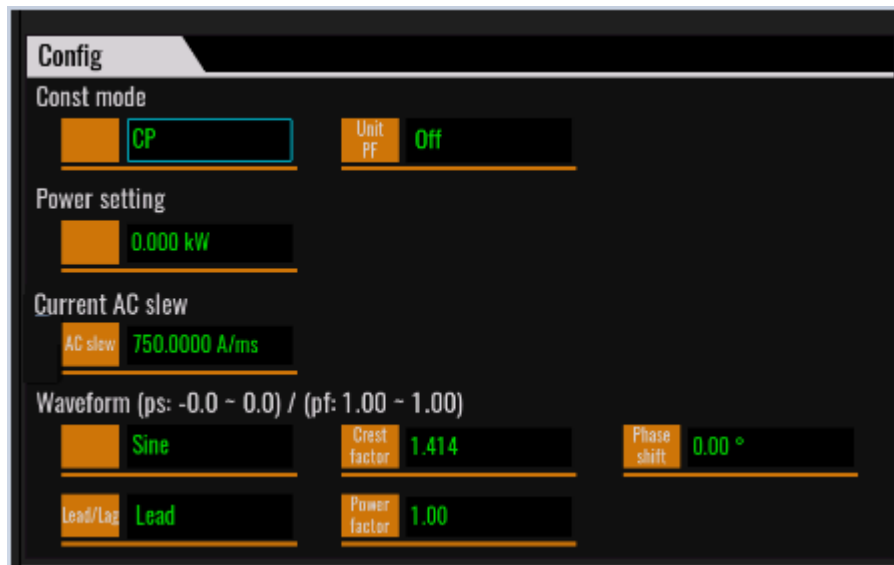 Config
Const mode
CP
Unit PF
Off
Power setting
0.000 kW
Current AC slew
AC slew
750.0000 A/ms
Waveform (ps: -0.0 ~ 0.0) / (pf: 1.00 ~ 1.00)
Sine
Crest factor
1.414
Phase shift
0.00 °
Lead/Lag
Lead
Power factor
1.00